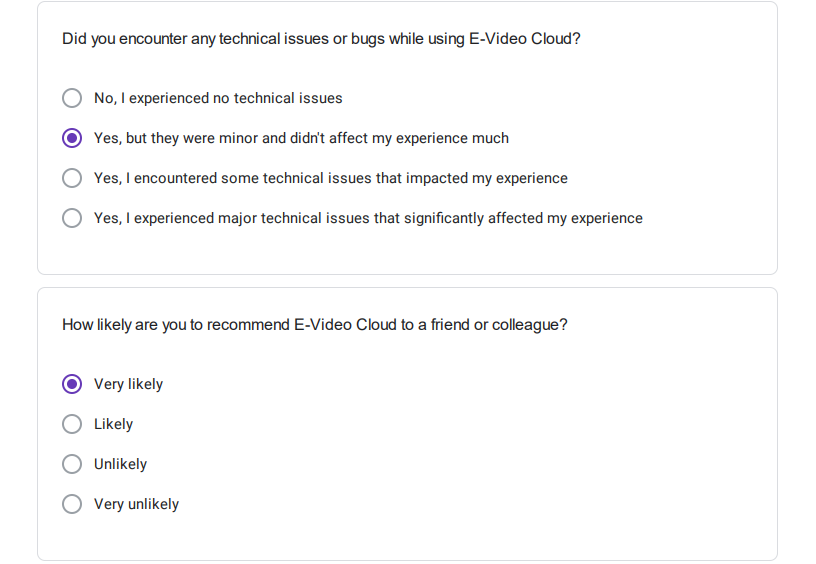 Did you encounter any technical issues or bugs while using E-Video Cloud?
No, I experienced no technical issues
Yes, but they were minor and didn't affect my experience much
Yes, I encountered some technical issues that impacted my experience
Yes, I experienced major technical issues that significantly affected my experience
How likely are you to recommend E-Video Cloud to a friend or colleague?
Very likely
Likely
Unlikely
Very unlikely